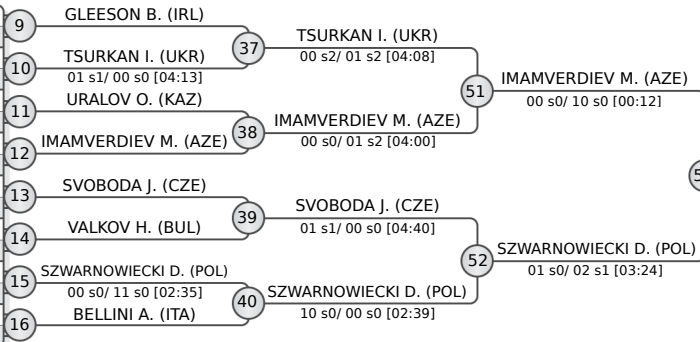 9
GLEESON B. (IRL)
TSURKAN I. (UKR)
37
00 s2/ 01 s2 [04:08]
10
TSURKAN I. (UKR)
01 s1/ 00 s0 [04:13]
51
IMAMVERDIEV M. (AZE)
00 s0/ 10 s0 [00:12]
11
URALOV O. (KAZ)
38
IMAMVERDIEV M. (AZE)
00 s0/ 01 s2 [04:00]
12
IMAMVERDIEV M. (AZE)
13
SVOBODA J. (CZE)
39
SVOBODA J. (CZE)
01 s1/ 00 s0 [04:40]
14
VALKOV H. (BUL)
52
SZWARNOWIECKI D. (POL)
01 s0/ 02 s1 [03:24]
15
SZWARNOWIECKI D. (POL)
00 s0/ 11 s0 [02:35]
40
SZWARNOWIECKI D. (POL)
10 s0/ 00 s0 [02:39]
16
BELLINI A. (ITA)